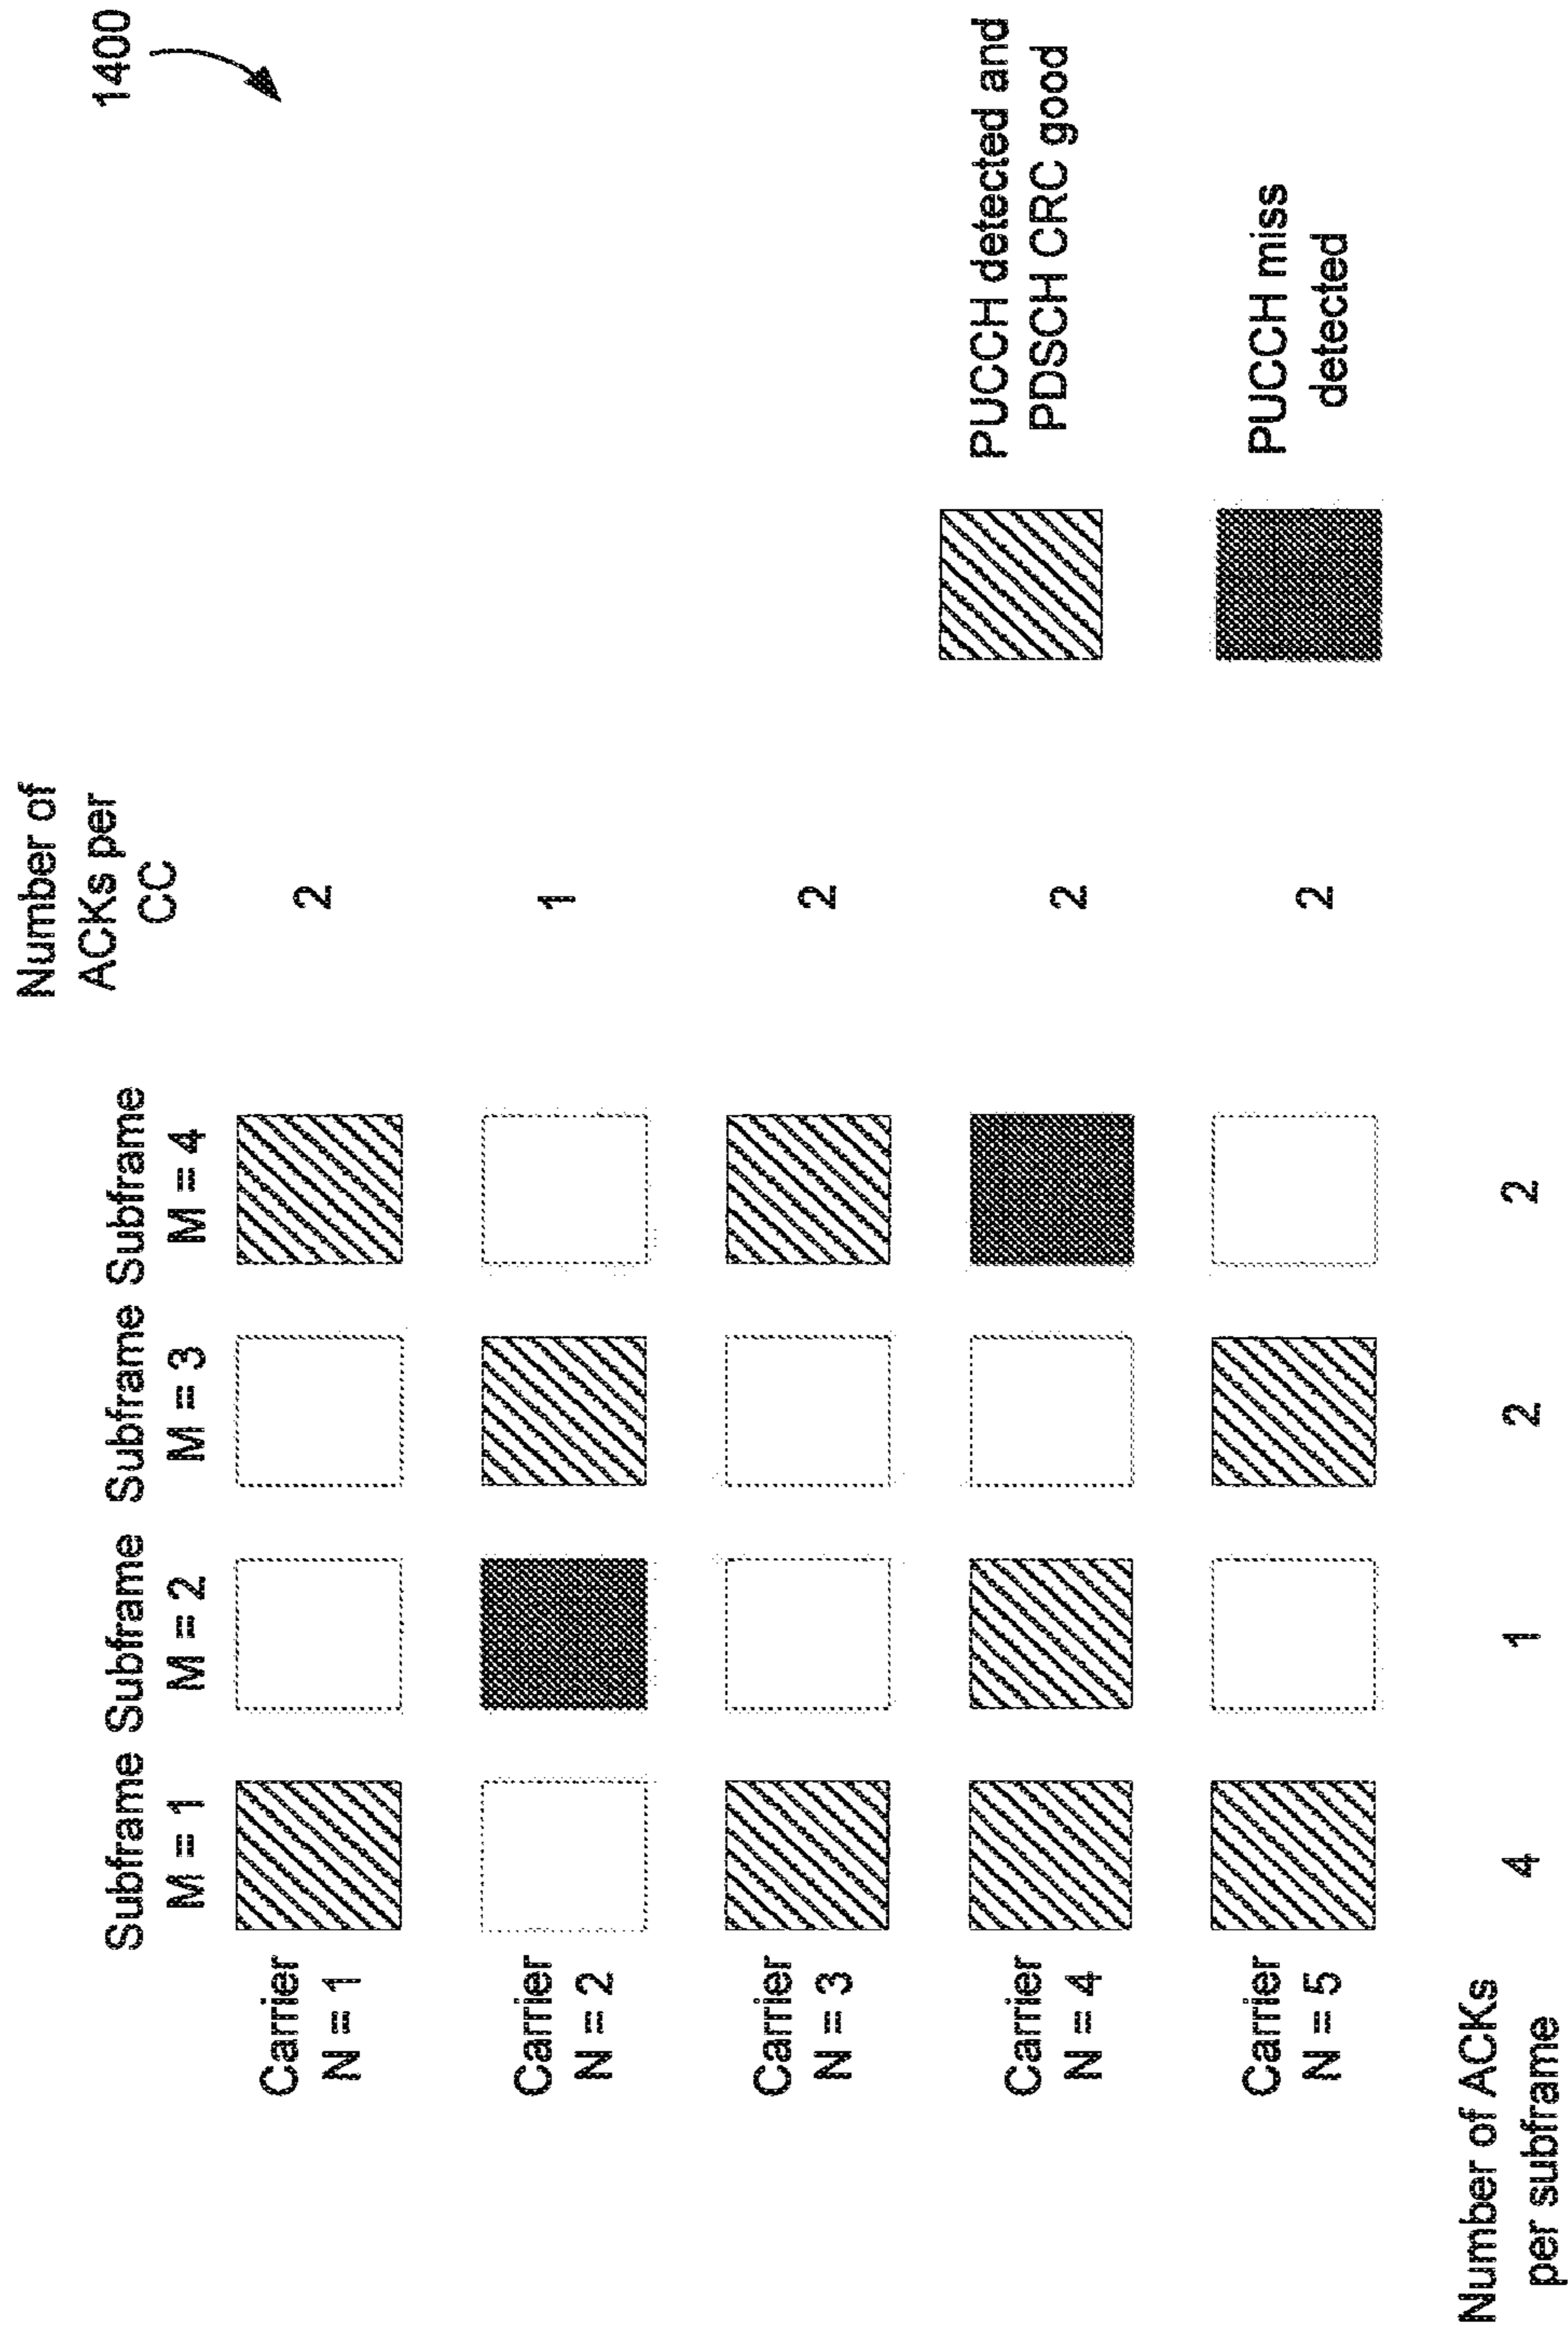 1400
Number of
ACKs per
CC
Subframe Subframe Subframe Subframe
M = 1 M = 2 M = 3 M = 4
Carrier
N = 1
2
Carrier
N = 2
1
Carrier
N = 3
2
Carrier
N = 4
2
Carrier
N = 5
2
Number of ACKs
per subframe
4 1 2 2
PUCCH detected and
PDSCH CRC good
PUCCH miss
detected